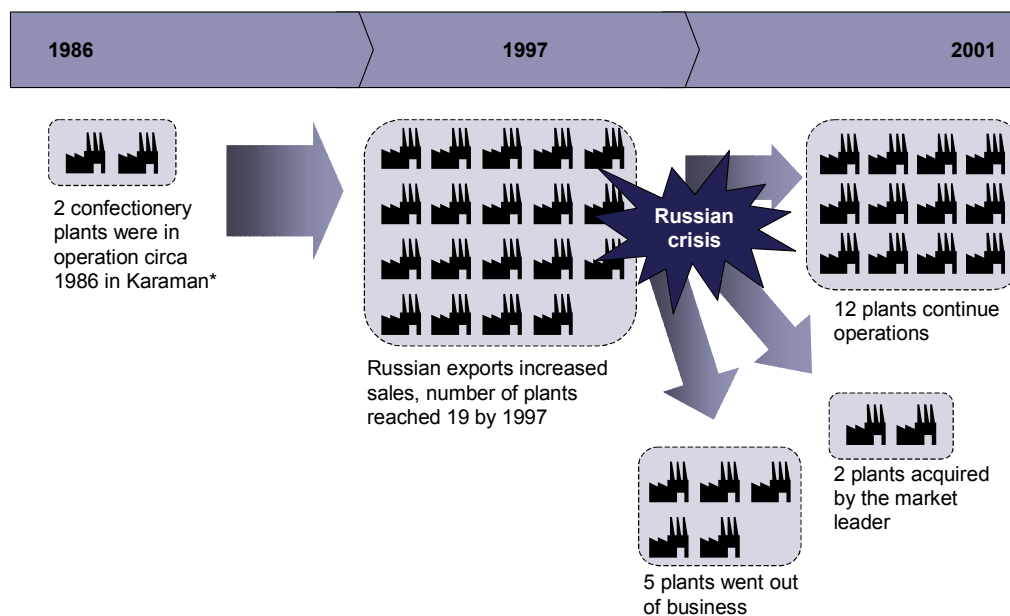 1986
1997
2001
2 confectionery
plants were in
operation circa
1986 in Karaman*
Russian exports increased
sales, number of plants
reached 19 by 1997
Russian
crisis
12 plants continue
operations
2 plants acquired
by the market
leader
5 plants went out
of business